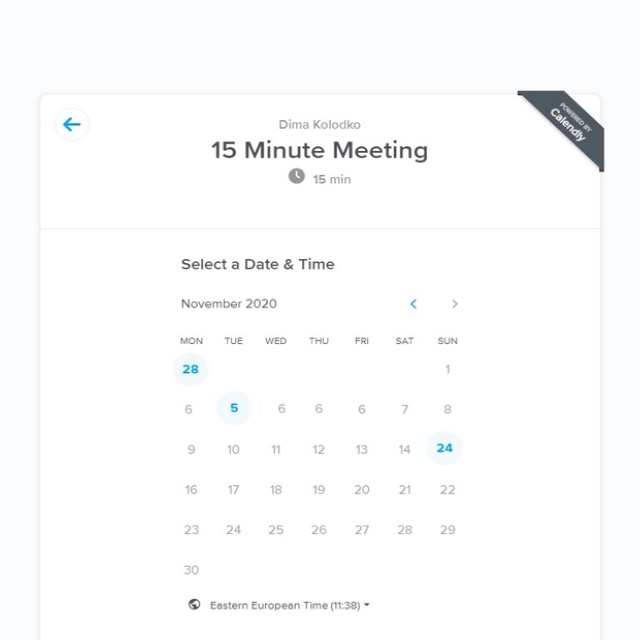 POWERED BY
Calendly
Dima Kolodko
15 Minute Meeting
15 min
Select a Date & Time
November 2020
MON TUE WED THU FRI SAT SUN
28 1
6 5 6 6 6 7 8
9 10 11 12 13 14 24
16 17 18 19 20 21 22
23 24 25 26 27 28 29
30
Eastern European Time (11:38)